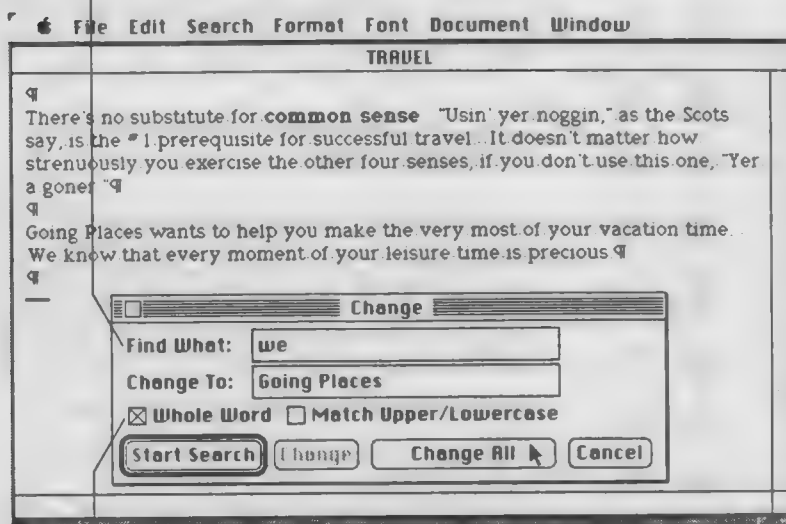 File Edit Search Format Font Document Window
TRAVEL
¶
There's no substitute for common sense "Usin' yer noggin," as the Scots
say, is the #1 prerequisite for successful travel. It doesn't matter how
strenuously you exercise the other four senses, if you don't use this one, "Yer
a goner "¶
¶
Going Places wants to help you make the very most of your vacation time.
We know that every moment of your leisure time is precious ¶
¶
Change
Find What: we
Change To: Going Places
Whole Word Match Upper/Lowercase
Start Search Change Change All Cancel